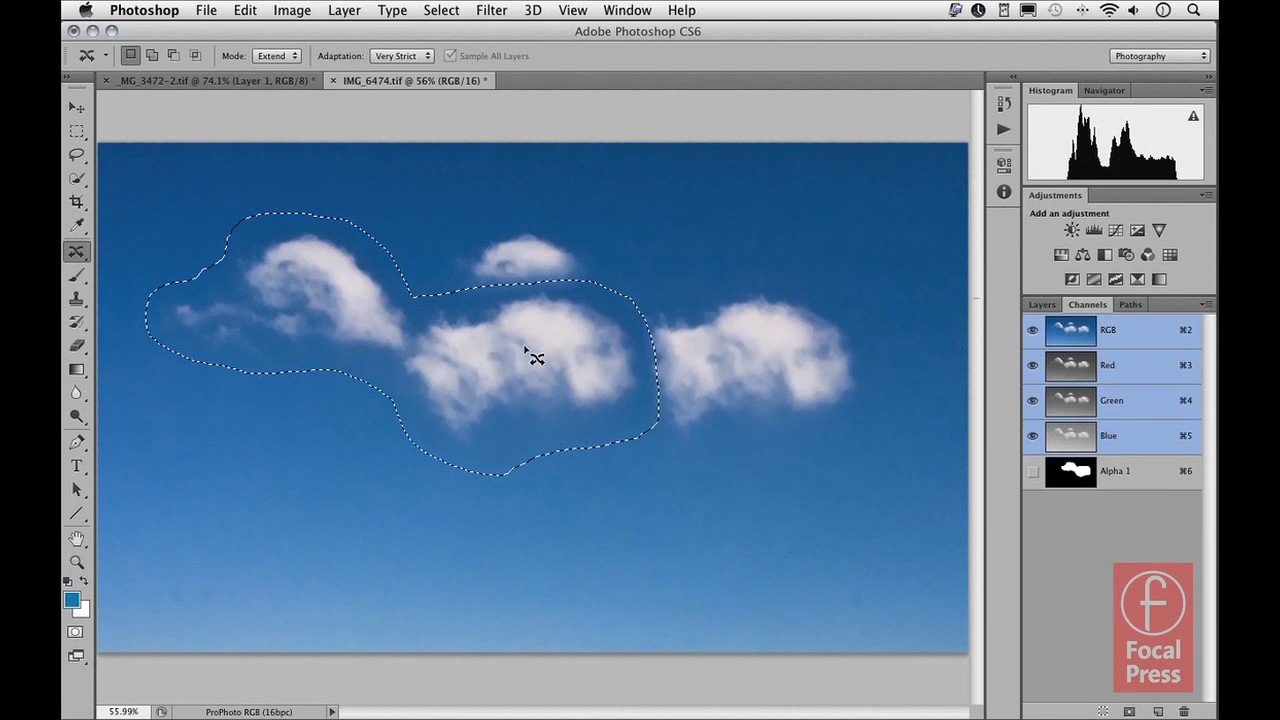 Photoshop File Edit Image Layer Type Select Filter 3D View Window Help
Adobe Photoshop CS6
Mode: Extend Adaptation: Very Strict Sample All Layers Photography
_MG_3472-2.tif @ 74.1% (Layer 1, RGB/8) * IMG_6474.tif @ 56% (RGB/16) *
Histogram Navigator
Adjustments
Add an adjustment
Layers Channels Paths
RGB ⌘2
Red ⌘3
Green ⌘4
Blue ⌘5
Alpha 1 ⌘6
f
Focal
Press
55.99% ProPhoto RGB (16bpc)